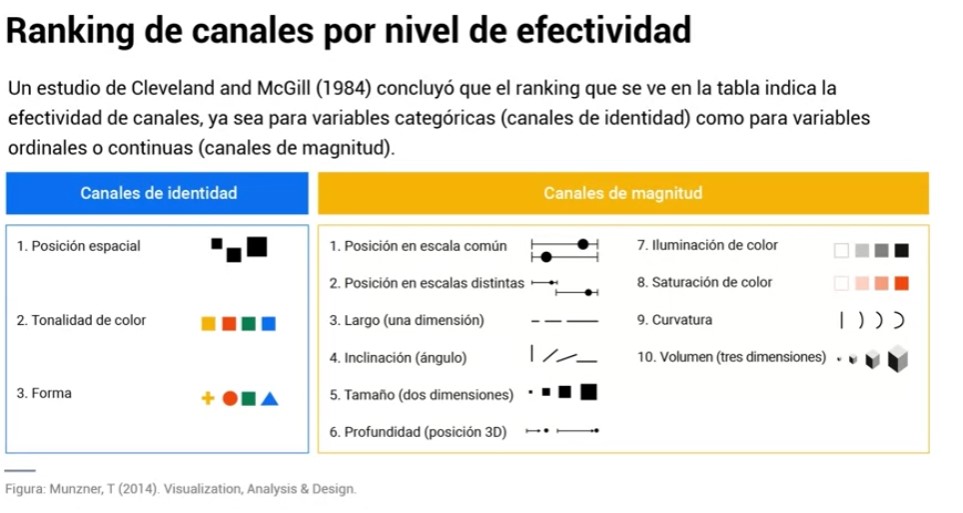 Ranking de canales por nivel de efectividad
Un estudio de Cleveland and McGill (1984) concluyó que el ranking que se ve en la tabla indica la
efectividad de canales, ya sea para variables categóricas (canales de identidad) como para variables
ordinales o continuas (canales de magnitud).
Canales de identidad
1. Posición espacial
2. Tonalidad de color
3. Forma
Canales de magnitud
1. Posición en escala común
2. Posición en escalas distintas
3. Largo (una dimensión)
4. Inclinación (ángulo)
5. Tamaño (dos dimensiones)
6. Profundidad (posición 3D)
7. Iluminación de color
8. Saturación de color
9. Curvatura
10. Volumen (tres dimensiones)
Figura: Munzner, T (2014). Visualization, Analysis & Design.